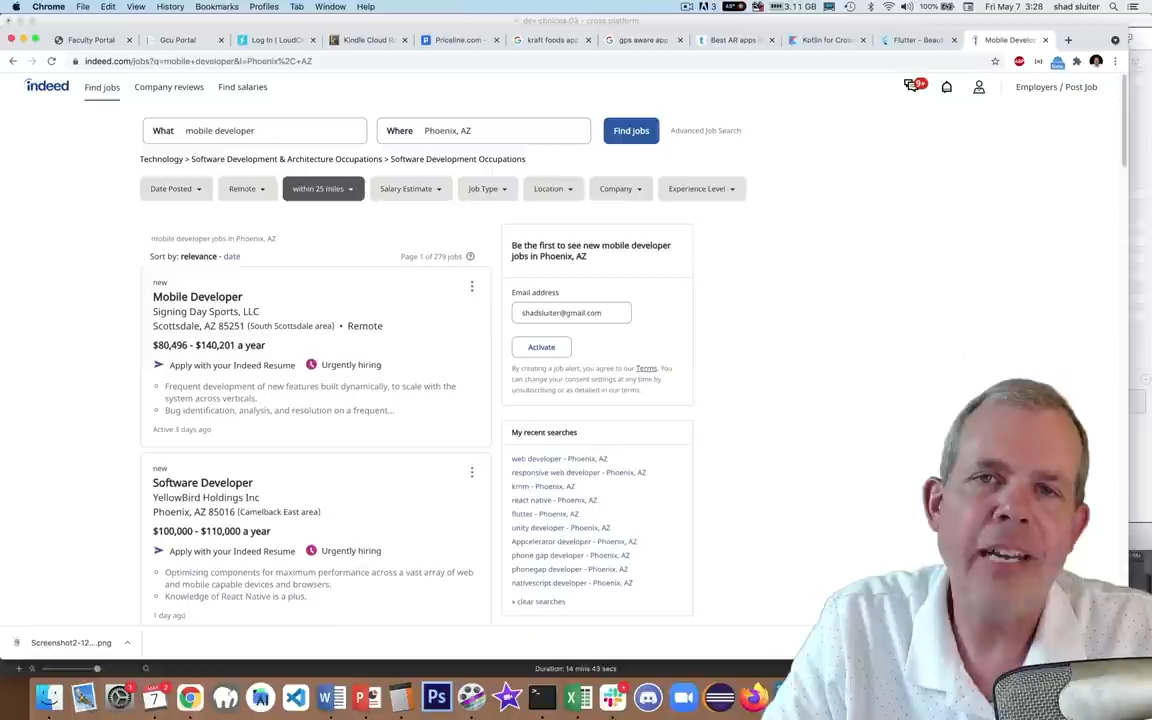 Chrome File Edit View History Bookmarks Profiles Tab Window Help 3 48° 3.11 GB 100% Fri May 7 3:28 shad sluiter
dev choices 03 - cross platform
Faculty Portal Gcu Portal Log In | LoudC Kindle Cloud R Priceline.com - kraft foods ap gps aware app Best AR apps Kotlin for Cros Flutter - Beau Mobile Develo
indeed.com/jobs?q=mobile+developer&l=Phoenix%2C+AZ
indeed Find jobs Company reviews Find salaries 9+ Employers / Post Job
What mobile developer Where Phoenix, AZ Find jobs Advanced Job Search
Technology > Software Development & Architecture Occupations > Software Development Occupations
Date Posted Remote within 25 miles Salary Estimate Job Type Location Company Experience Level
mobile developer jobs in Phoenix, AZ
Sort by: relevance - date Page 1 of 279 jobs
new
Mobile Developer
Signing Day Sports, LLC
Scottsdale, AZ 85251 (South Scottsdale area) • Remote
$80,496 - $140,201 a year
Apply with your Indeed Resume Urgently hiring
Frequent development of new features built dynamically, to scale with the
system across verticals.
Bug identification, analysis, and resolution on a frequent...
Active 3 days ago
new
Software Developer
YellowBird Holdings Inc
Phoenix, AZ 85016 (Camelback East area)
$100,000 - $110,000 a year
Apply with your Indeed Resume Urgently hiring
Optimizing components for maximum performance across a vast array of web
and mobile capable devices and browsers.
Knowledge of React Native is a plus.
1 day ago
Be the first to see new mobile developer
jobs in Phoenix, AZ
Email address
shadsluiter@gmail.com
Activate
By creating a job alert, you agree to our Terms. You
can change your consent settings at any time by
unsubscribing or as detailed in our terms.
My recent searches
web developer - Phoenix, AZ
responsive web developer - Phoenix, AZ
kmm - Phoenix, AZ
react native - Phoenix, AZ
flutter - Phoenix, AZ
unity developer - Phoenix, AZ
Appcelerator developer - Phoenix, AZ
phone gap developer - Phoenix, AZ
phonegap developer - Phoenix, AZ
nativescript developer - Phoenix, AZ
» clear searches
Screenshot2-12....png
Duration: 14 mins 43 secs